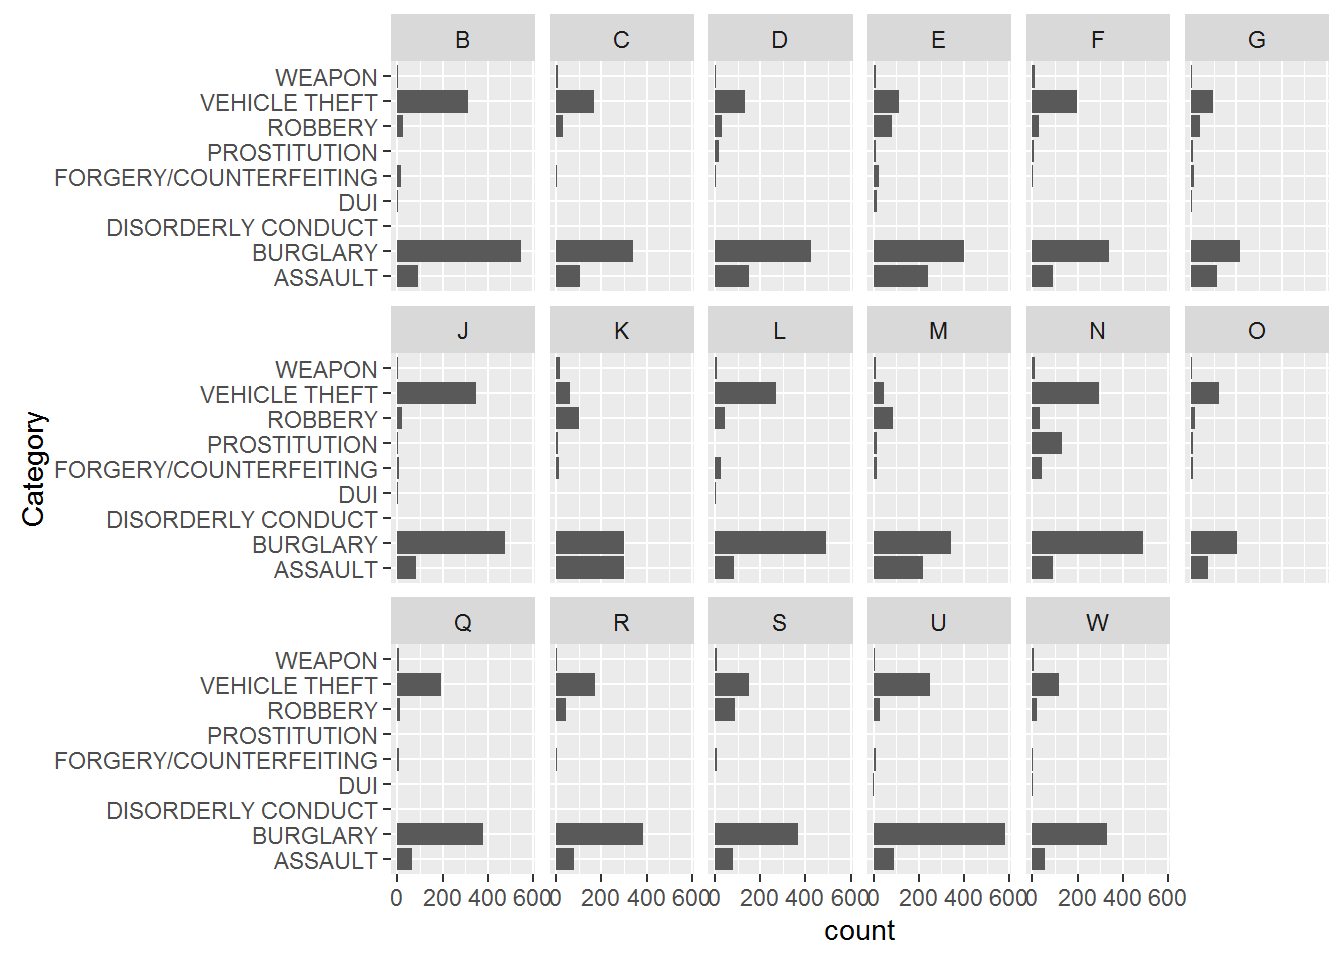 B C D E F G
WEAPON
VEHICLE THEFT
ROBBERY
PROSTITUTION
FORGERY/COUNTERFEITING
DUI
DISORDERLY CONDUCT
BURGLARY
ASSAULT
J K L M N O
WEAPON
VEHICLE THEFT
ROBBERY
PROSTITUTION
FORGERY/COUNTERFEITING
DUI
DISORDERLY CONDUCT
BURGLARY
ASSAULT
Category
Q R S U W
WEAPON
VEHICLE THEFT
ROBBERY
PROSTITUTION
FORGERY/COUNTERFEITING
DUI
DISORDERLY CONDUCT
BURGLARY
ASSAULT
0 200 400 600 0 200 400 600 0 200 400 600 0 200 400 600 0 200 400 600
count